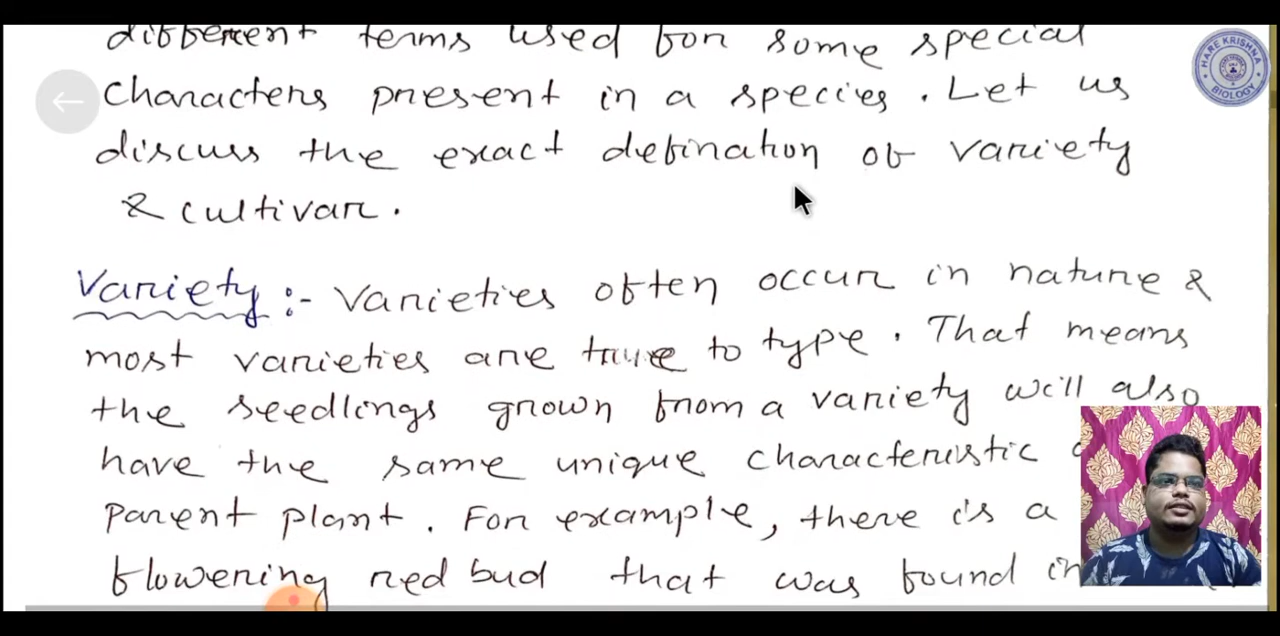 different terms used for some special
characters present in a species. Let us
discuss the exact defination of variety
& cultivar.
Variety :- Varieties often occur in nature &
most varieties are true to type. That means
the seedlings grown from a variety will also
have the same unique characteristic
parent plant. For example, there is a
flowering red bud that was found in
HARE KRISHNA
BIOLOGY